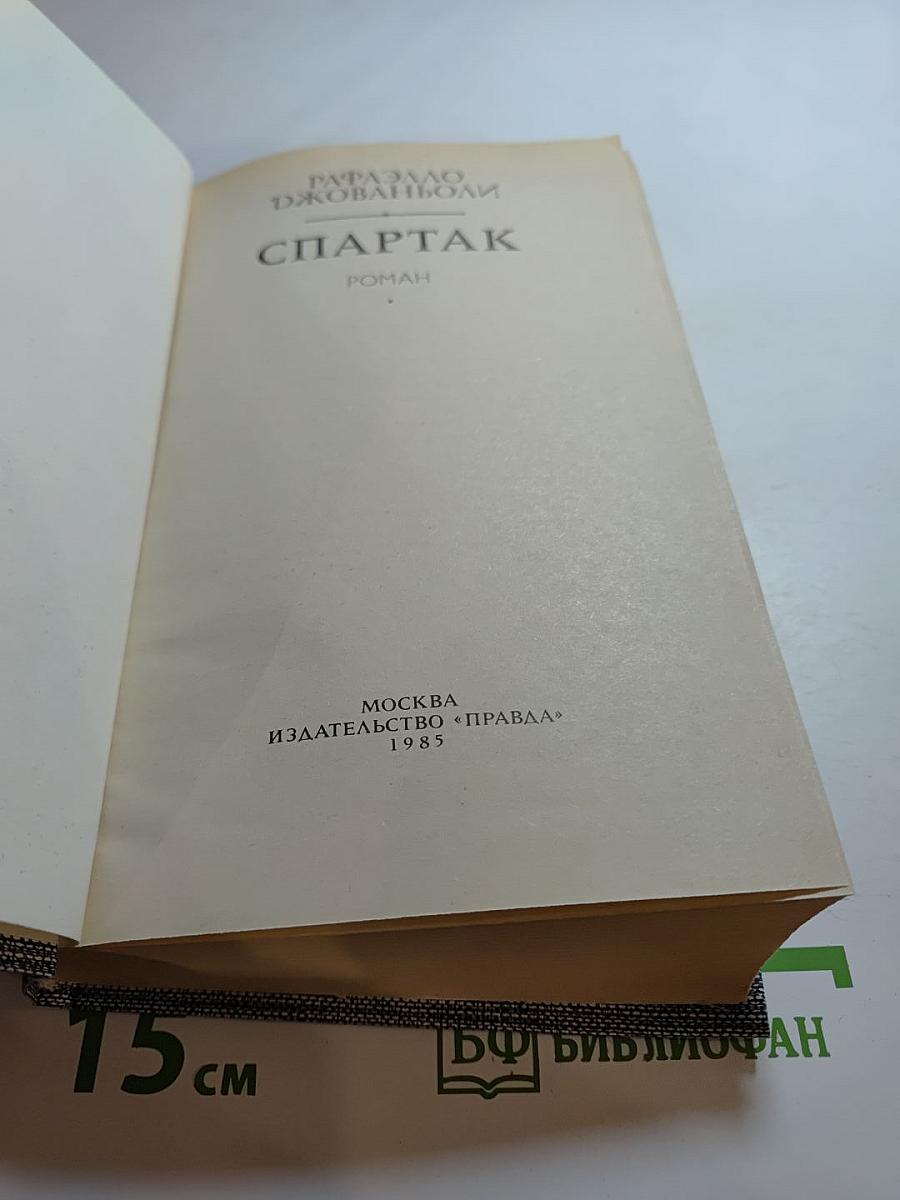 РАФАЭЛЛО
ДЖОВАНЬОЛИ
СПАРТАК
РОМАН
МОСКВА
ИЗДАТЕЛЬСТВО «ПРАВДА»
1985
15 см
БФ БИБЛИОФАН